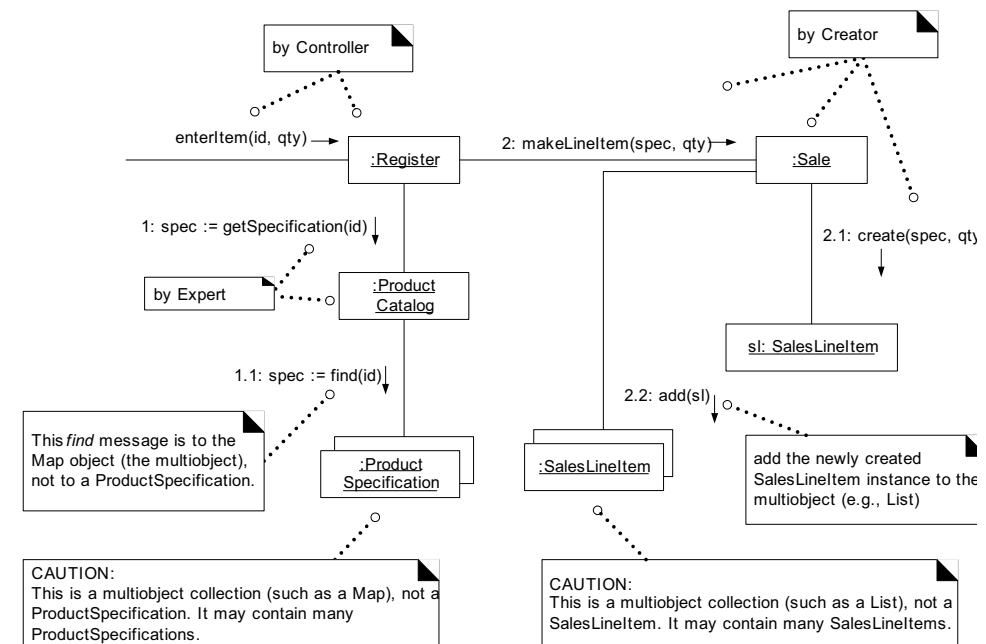 by Controller
by Creator
enterItem(id, qty)
:Register
2: makeLineItem(spec, qty)
:Sale
1: spec := getSpecification(id)
2.1: create(spec, qty
by Expert
:Product
Catalog
sl: SalesLineItem
1.1: spec := find(id)
2.2: add(sl)
This find message is to the
Map object (the multiobject),
not to a ProductSpecification.
:Product
Specification
:SalesLineItem
add the newly created
SalesLineItem instance to the
multiobject (e.g., List)
CAUTION:
This is a multiobject collection (such as a Map), not a
ProductSpecification. It may contain many
ProductSpecifications.
CAUTION:
This is a multiobject collection (such as a List), not a
SalesLineItem. It may contain many SalesLineItems.